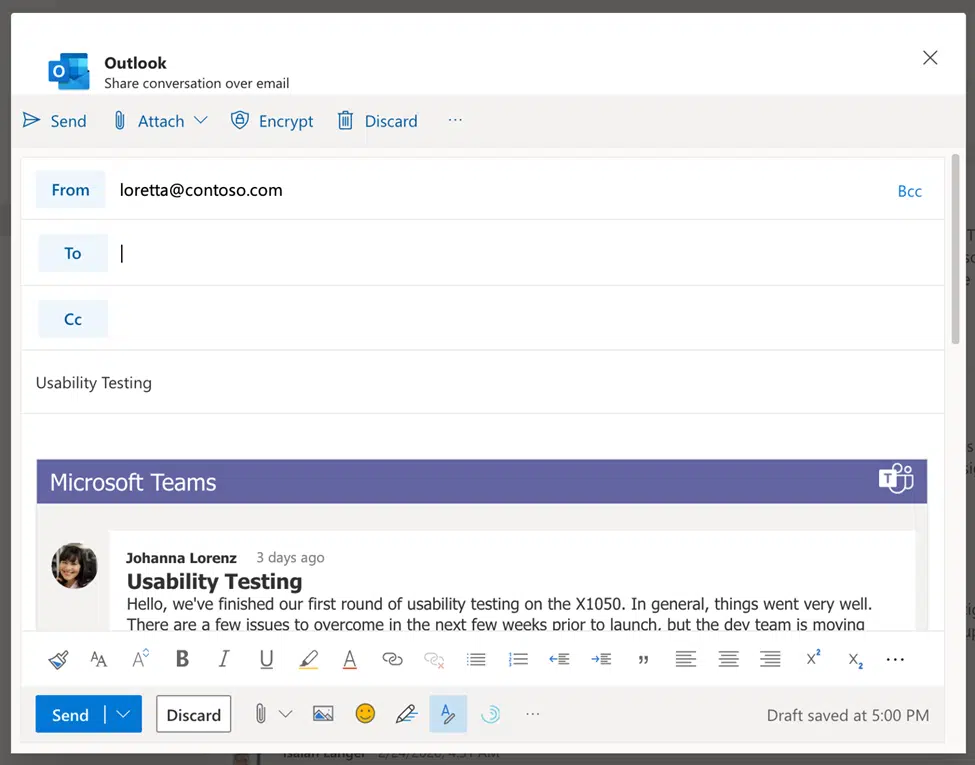 Outlook
Share conversation over email
Send Attach Encrypt Discard ...
From loretta@contoso.com Bcc
To
Cc
Usability Testing
Microsoft Teams
Johanna Lorenz 3 days ago
Usability Testing
Hello, we've finished our first round of usability testing on the X1050. In general, things went very well.
There are a few issues to overcome in the next few weeks prior to launch, but the dev team is moving
Send Discard Draft saved at 5:00 PM